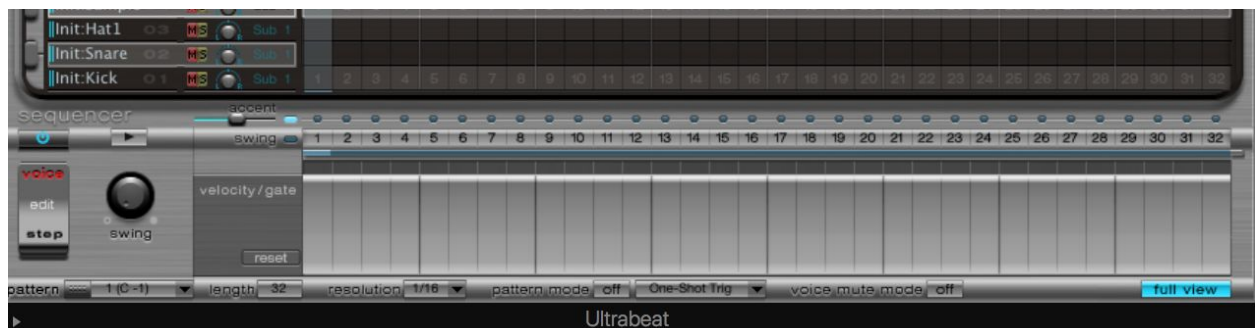 Init:Hat1 03 M S Sub 1
Init:Snare 02 M S Sub 1
Init:Kick 01 M S Sub 1 1 2 3 4 5 6 7 8 9 10 11 12 13 14 15 16 17 18 19 20 21 22 23 24 25 26 27 28 29 30 31 32
sequencer accent
swing 1 2 3 4 5 6 7 8 9 10 11 12 13 14 15 16 17 18 19 20 21 22 23 24 25 26 27 28 29 30 31 32
voice
velocity/gate
edit
step swing
reset
pattern 1 (C -1) length 32 resolution 1/16 pattern mode off One-Shot Trig voice mute mode off full view
Ultrabeat